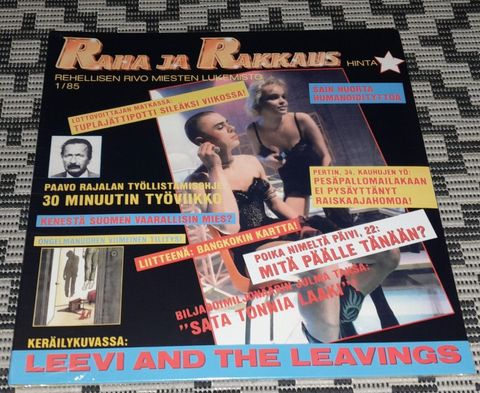 RAHA JA RAKKAUS
HINTA
REHELLISEN RIVO MIESTEN LUKEMISTO
1/85
LOTTOVOITTAJAN MATKASSA:
TUPLAJÄTTIPOTTI SILEÄKSI VIIKOSSA!
SAIN NUORTA
HUMANOIDITYTTÖÄ
PERTIN, 34, KAUHUJEN YÖ:
PESÄPALLOMAILAKAAN
EI PYSÄYTTÄNYT
RAISKAAJAHOMOA!
PAAVO RAJALAN TYÖLLISTÄMISOHJE:
30 MINUUTIN TYÖVIIKKO
KENESTÄ SUOMEN VAARALLISIN MIES?
ONGELMANUOREN VIIMEINEN TILITYS!
LIITTEENÄ: BANGKOKIN KARTTA!
POIKA NIMELTÄ PÄIVI, 22:
MITÄ PÄÄLLE TÄNÄÄN?
JULMA TAKSA:
"SATA TONNIA LAAKI"
KERÄILYKUVASSA:
LEEVI AND THE LEAVINGS